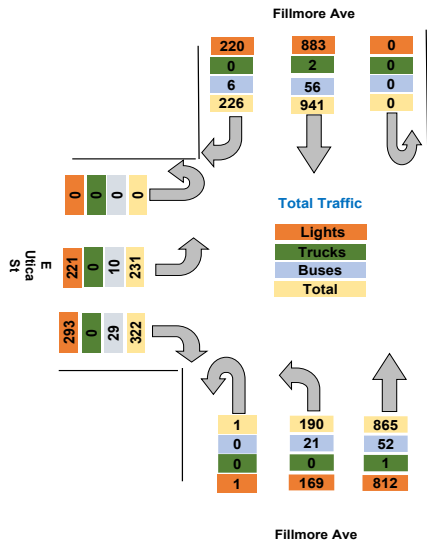 Fillmore Ave
220 883 0
0 2 0
6 56 0
226 941 0
0 0 0 0
Total Traffic
Lights
Trucks
Buses
Total
E
Utica
St
221 0 10 231
293 0 29 322
1 190 865
0 21 52
0 0 1
1 169 812
Fillmore Ave